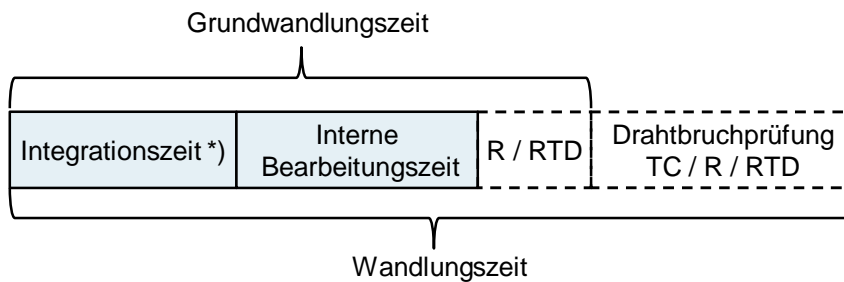 Grundwandlungszeit
Integrationszeit *)
Interne
Bearbeitungszeit
R / RTD
Drahtbruchprüfung
TC / R / RTD
Wandlungszeit